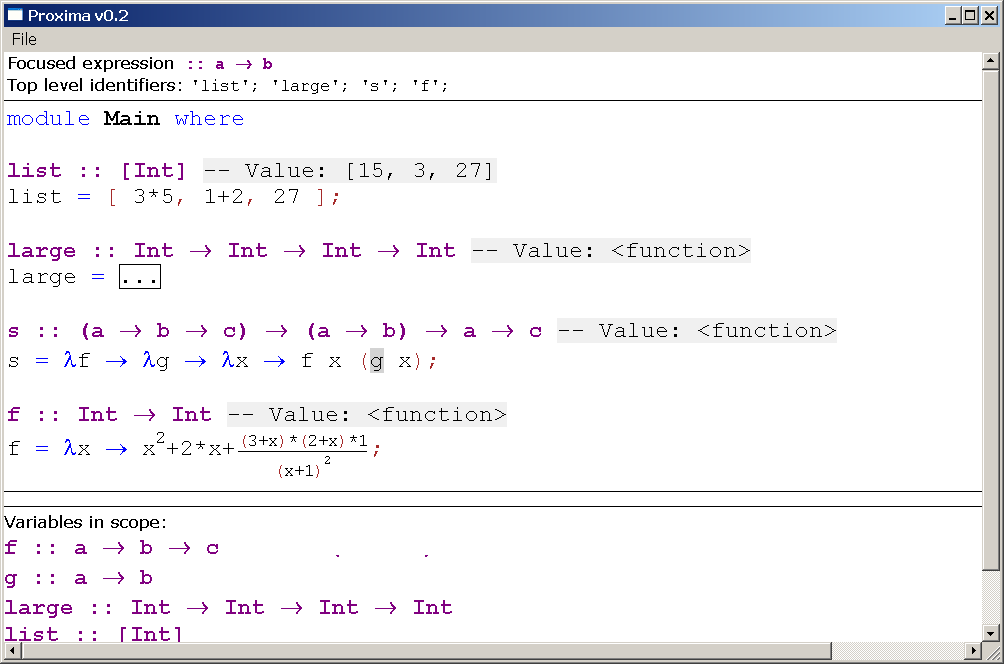 Proxima v0.2
File
Focused expression :: a → b
Top level identifiers: 'list'; 'large'; 's'; 'f';
module Main where
list :: [Int] -- Value: [15, 3, 27]
list = [ 3*5, 1+2, 27 ];
large :: Int → Int → Int → Int -- Value: <function>
large = ...
s :: (a → b → c) → (a → b) → a → c -- Value: <function>
s = λf → λg → λx → f x (g x);
f :: Int → Int -- Value: <function>
f = λx → x²+2*x+(3+x)*(2+x)*1;
(x+1)²
Variables in scope:
f :: a → b → c
g :: a → b
large :: Int → Int → Int → Int
list :: [Int]